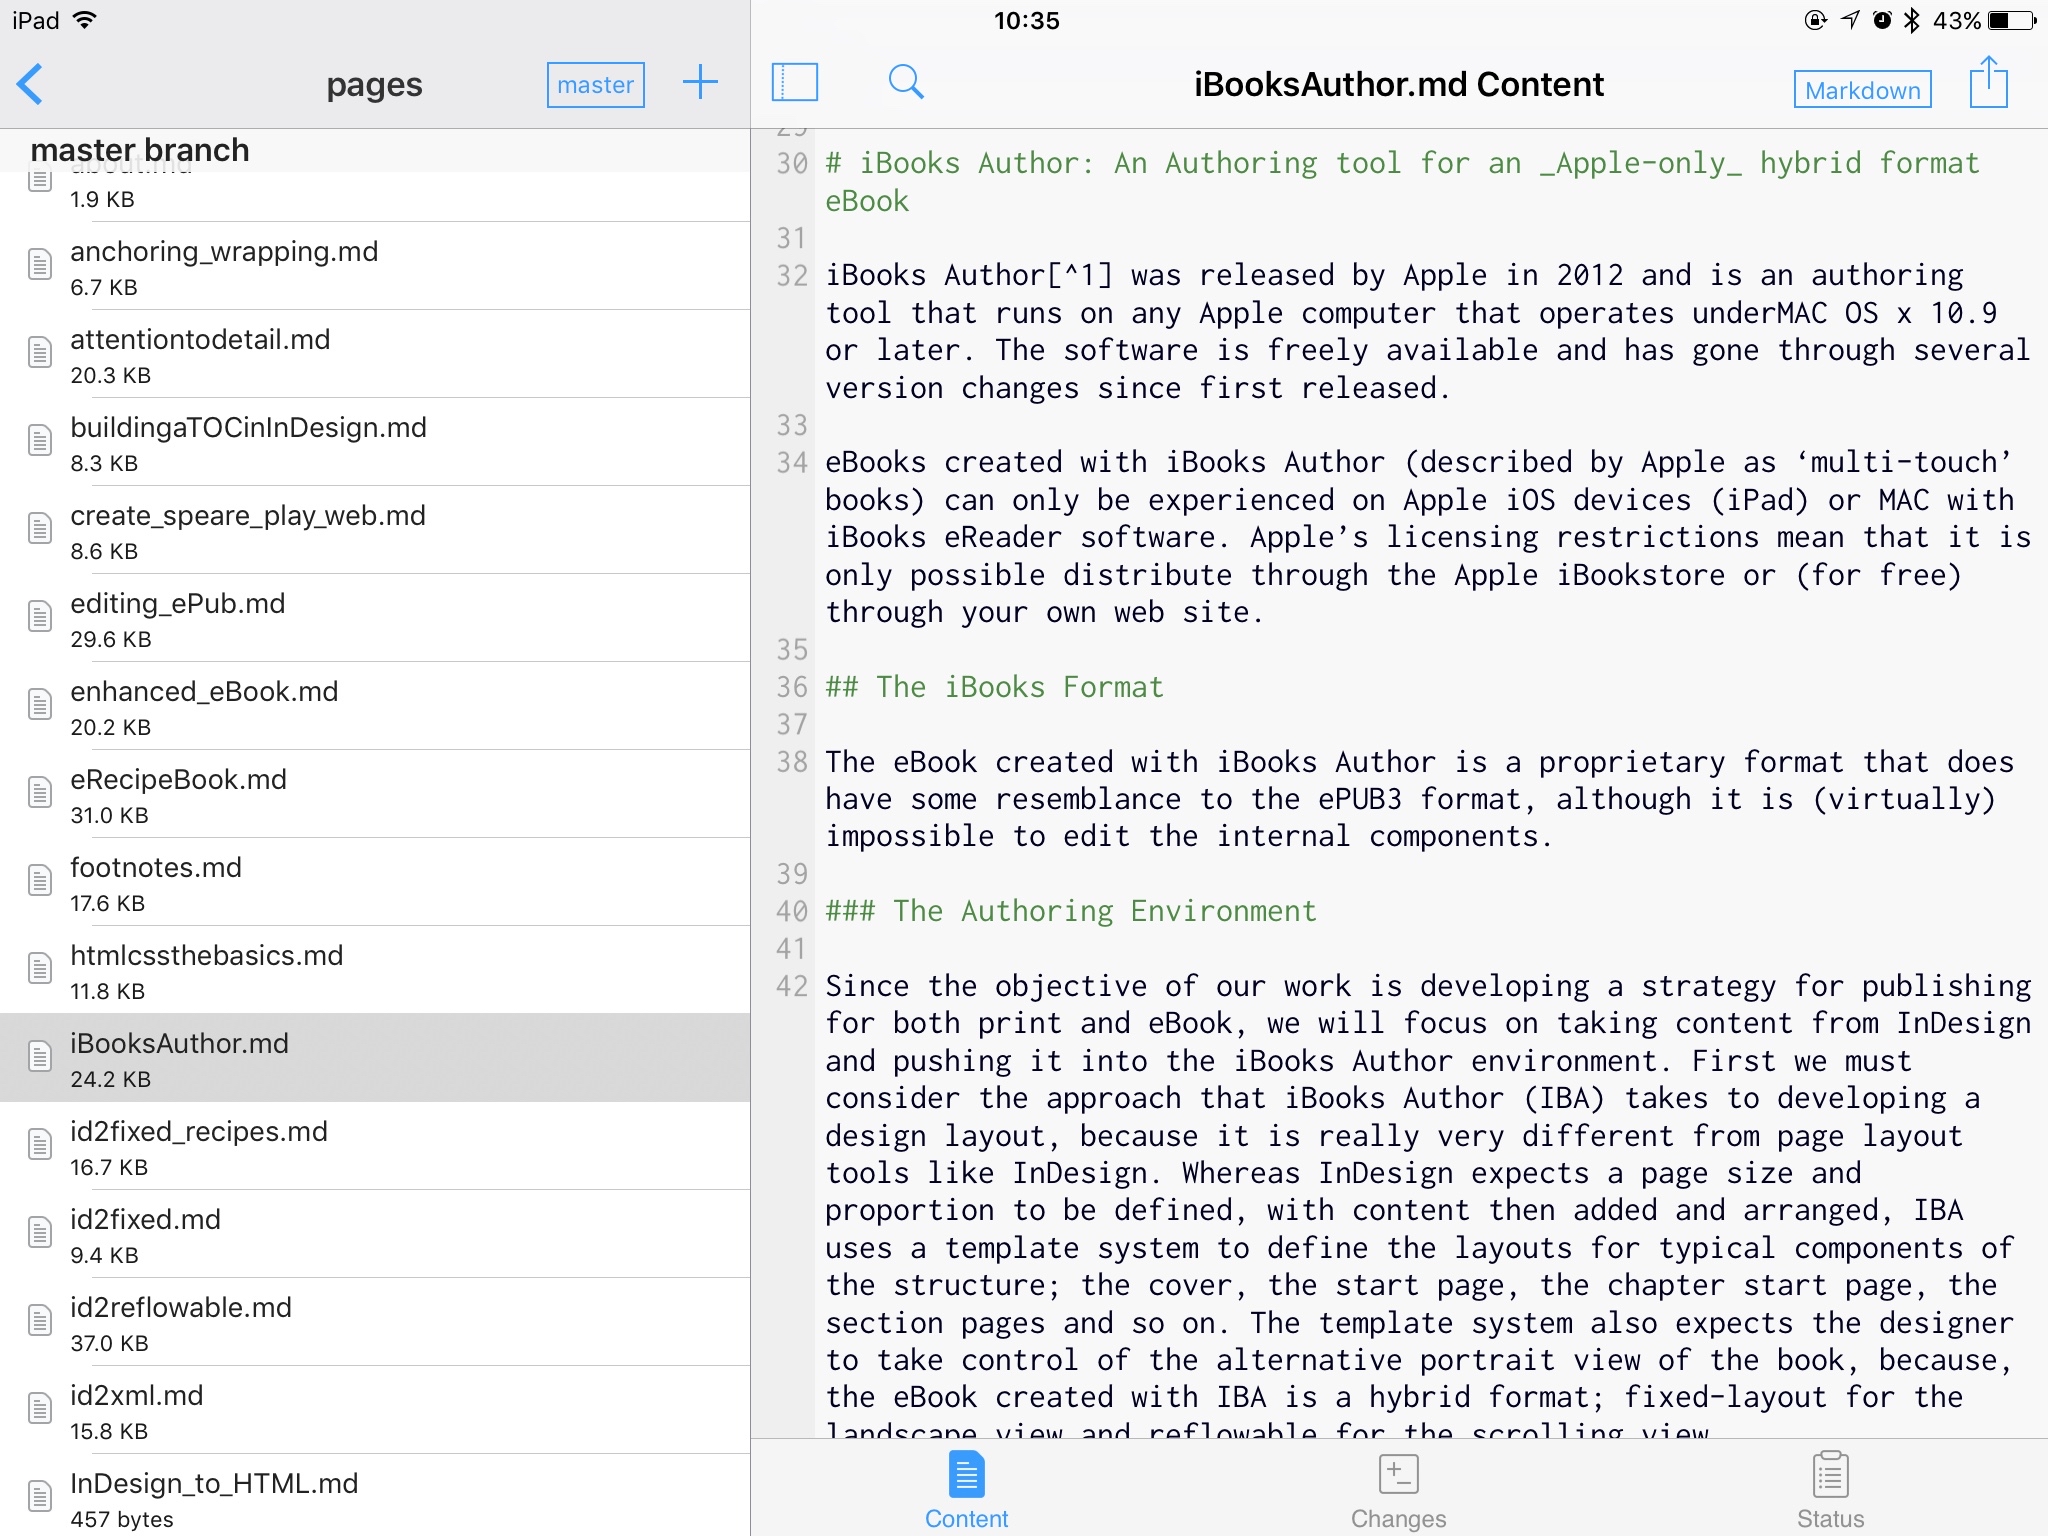 iPad
10:35
43%
pages
master
master branch
about.md
1.9 KB
anchoring_wrapping.md
6.7 KB
attentiontodetail.md
20.3 KB
buildingaTOCinInDesign.md
8.3 KB
create_speare_play_web.md
8.6 KB
editing_ePub.md
29.6 KB
enhanced_eBook.md
20.2 KB
eRecipeBook.md
31.0 KB
footnotes.md
17.6 KB
htmlcssthebasics.md
11.8 KB
iBooksAuthor.md
24.2 KB
id2fixed_recipes.md
16.7 KB
id2fixed.md
9.4 KB
id2reflowable.md
37.0 KB
id2xml.md
15.8 KB
InDesign_to_HTML.md
457 bytes
iBooksAuthor.md Content
Markdown
29
30 # iBooks Author: An Authoring tool for an _Apple-only_ hybrid format
eBook
31
32 iBooks Author[^1] was released by Apple in 2012 and is an authoring
tool that runs on any Apple computer that operates underMAC OS x 10.9
or later. The software is freely available and has gone through several
version changes since first released.
33
34 eBooks created with iBooks Author (described by Apple as ‘multi-touch’
books) can only be experienced on Apple iOS devices (iPad) or MAC with
iBooks eReader software. Apple’s licensing restrictions mean that it is
only possible distribute through the Apple iBookstore or (for free)
through your own web site.
35
36 ## The iBooks Format
37
38 The eBook created with iBooks Author is a proprietary format that does
have some resemblance to the ePUB3 format, although it is (virtually)
impossible to edit the internal components.
39
40 ### The Authoring Environment
41
42 Since the objective of our work is developing a strategy for publishing
for both print and eBook, we will focus on taking content from InDesign
and pushing it into the iBooks Author environment. First we must
consider the approach that iBooks Author (IBA) takes to developing a
design layout, because it is really very different from page layout
tools like InDesign. Whereas InDesign expects a page size and
proportion to be defined, with content then added and arranged, IBA
uses a template system to define the layouts for typical components of
the structure; the cover, the start page, the chapter start page, the
section pages and so on. The template system also expects the designer
to take control of the alternative portrait view of the book, because,
the eBook created with IBA is a hybrid format; fixed-layout for the
landscape view and reflowable for the scrolling view
Content
Changes
Status